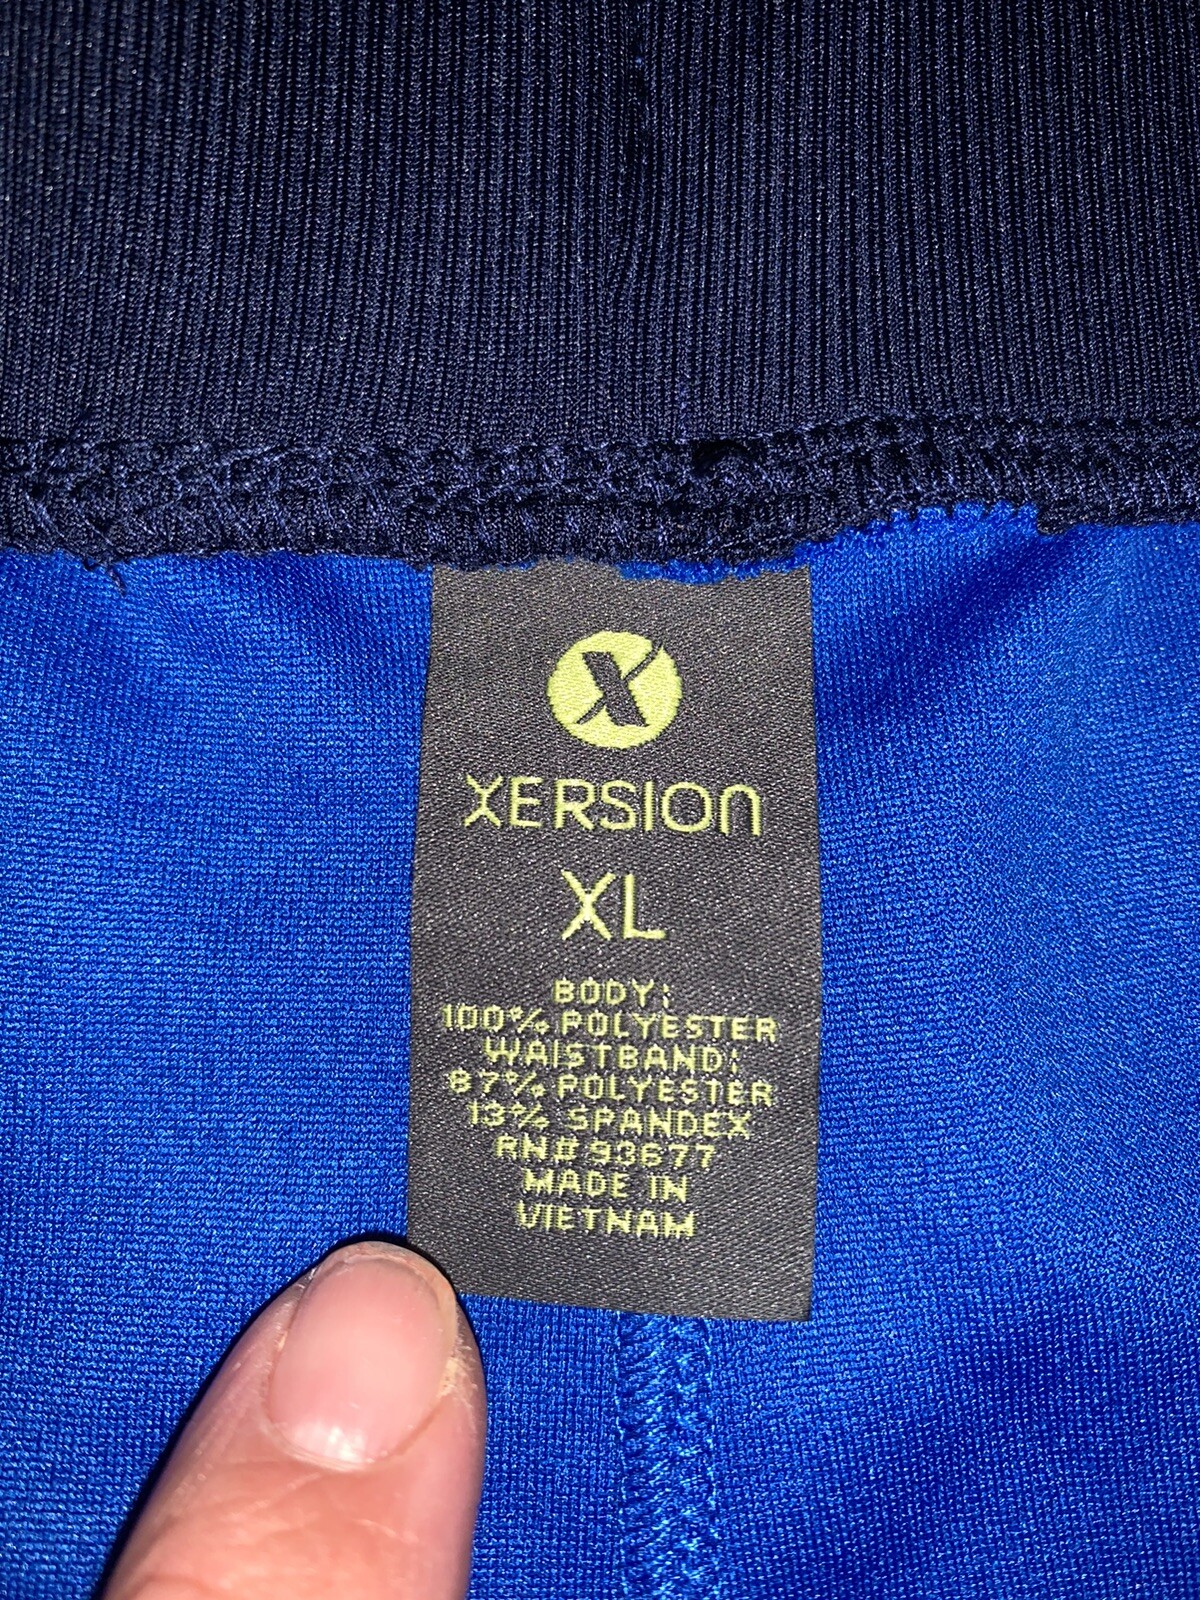 X
XERSION
XL
BODY:
100% POLYESTER
WAISTBAND:
87% POLYESTER
13% SPANDEX
RN# 93677
MADE IN
VIETNAM